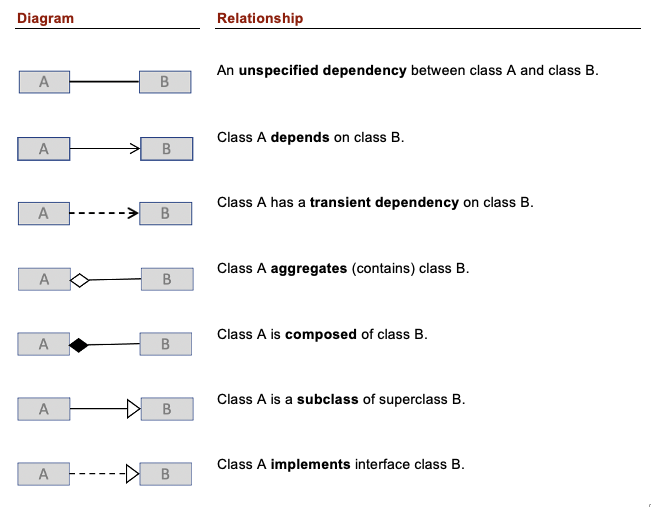 Diagram Relationship
A B An unspecified dependency between class A and class B.
A B Class A depends on class B.
A B Class A has a transient dependency on class B.
A B Class A aggregates (contains) class B.
A B Class A is composed of class B.
A B Class A is a subclass of superclass B.
A B Class A implements interface class B.